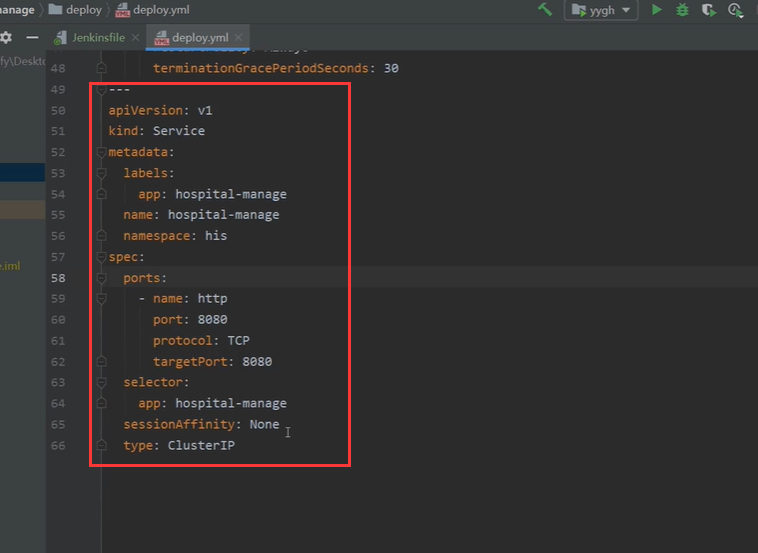 manage deploy deploy.yml yygh
Jenkinsfile deploy.yml
fy\Deskto
48 terminationGracePeriodSeconds: 30
49 ---
50 apiVersion: v1
51 kind: Service
52 metadata:
53 labels:
54 app: hospital-manage
55 name: hospital-manage
56 namespace: his
57 spec:
58 ports:
59 - name: http
60 port: 8080
61 protocol: TCP
62 targetPort: 8080
63 selector:
64 app: hospital-manage
65 sessionAffinity: None
66 type: ClusterIP
.iml